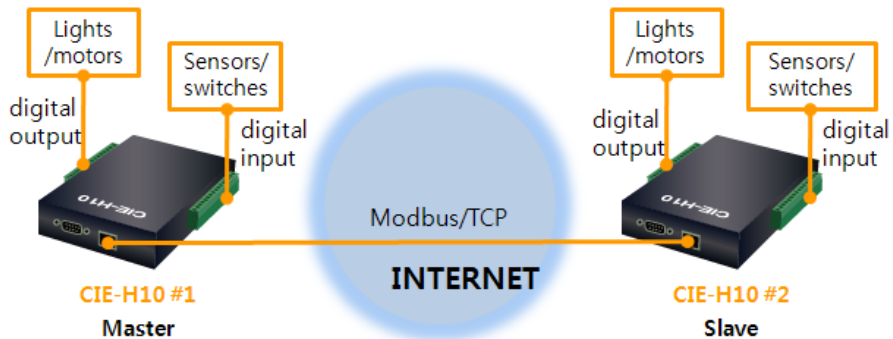 Lights
/motors
Sensors/
switches
digital
output
digital
input
CIE-H10
CIE-H10 #1
Master
Modbus/TCP
INTERNET
Lights
/motors
Sensors/
switches
digital
output
digital
input
CIE-H10
CIE-H10 #2
Slave